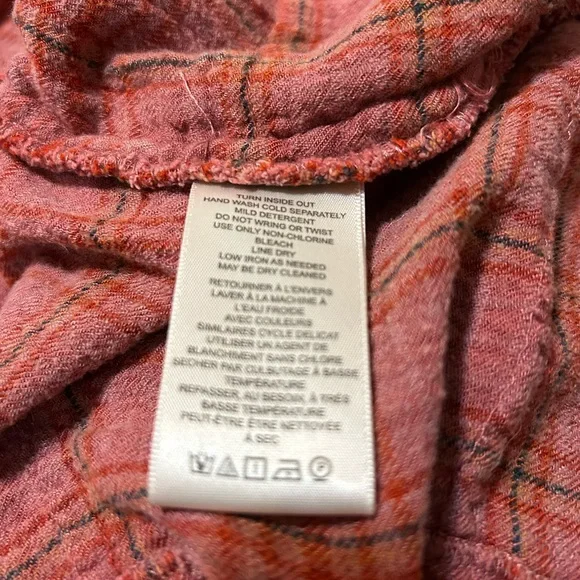 TURN INSIDE OUT
HAND WASH COLD SEPARATELY
MILD DETERGENT
DO NOT WRING OR TWIST
USE ONLY NON-CHLORINE
BLEACH
LINE DRY
LOW IRON AS NEEDED
MAY BE DRY CLEANED
RETOURNER À L'ENVERS
LAVER À LA MACHINE À
L'EAU FROIDE
AVEC COULEURS
SIMILAIRES CYCLE DELICAT
UTILISER UN AGENT DE
BLANCHIMENT SANS CHLORE
SÉCHER PAR CULBUTAGE À BASSE
TEMPÉRATURE
REPASSER, AU BESOIN, À TRÈS
BASSE TEMPÉRATURE
PEUT-ÊTRE ÊTRE NETTOYÉE
À SEC